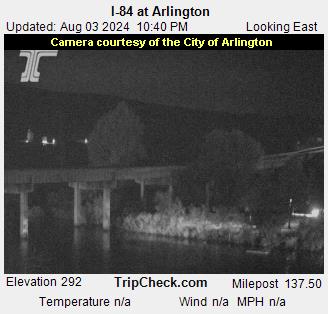 I-84 at Arlington
Updated: Aug 03 2024 10:40 PM Looking East
Camera courtesy of the City of Arlington
Elevation 292 TripCheck.com Milepost 137.50
Temperature n/a Wind n/a MPH n/a